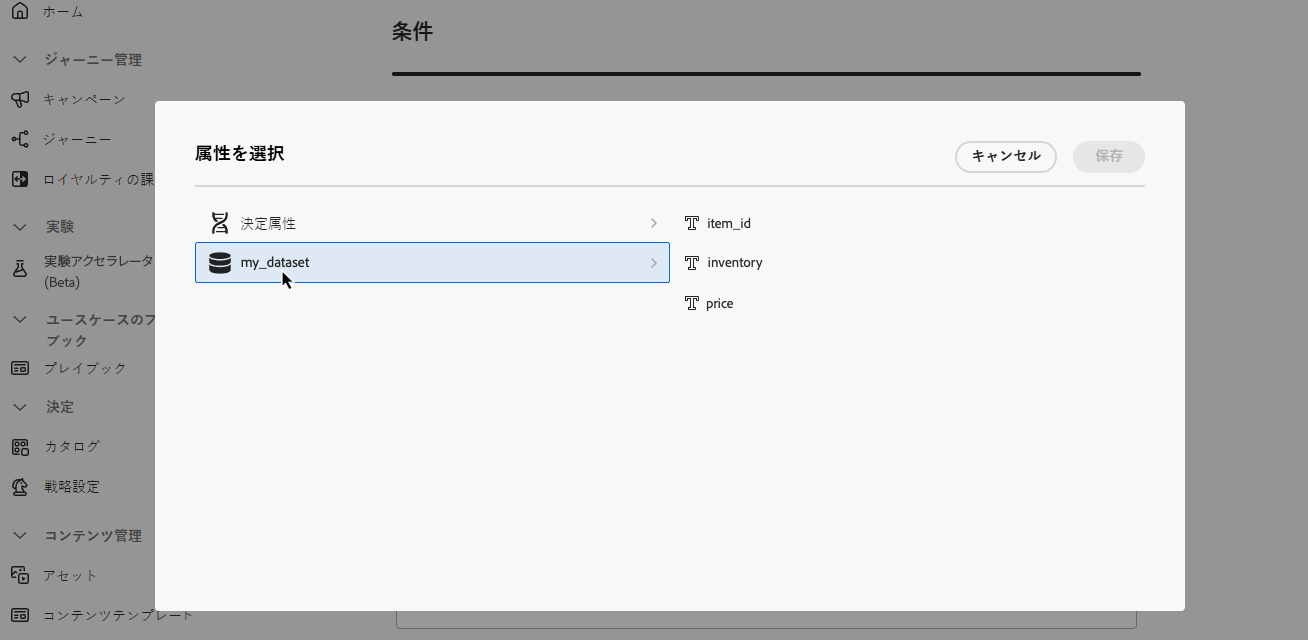 ホーム
ジャーニー管理
キャンペーン
ジャーニー
ロイヤルティの課
実験
実験アクセラレータ
(Beta)
ユースケースのプ
ブック
プレイブック
決定
カタログ
戦略設定
コンテンツ管理
アセット
コンテンツテンプレート
条件
属性を選択
キャンセル
保存
決定属性
my_dataset
item_id
inventory
price